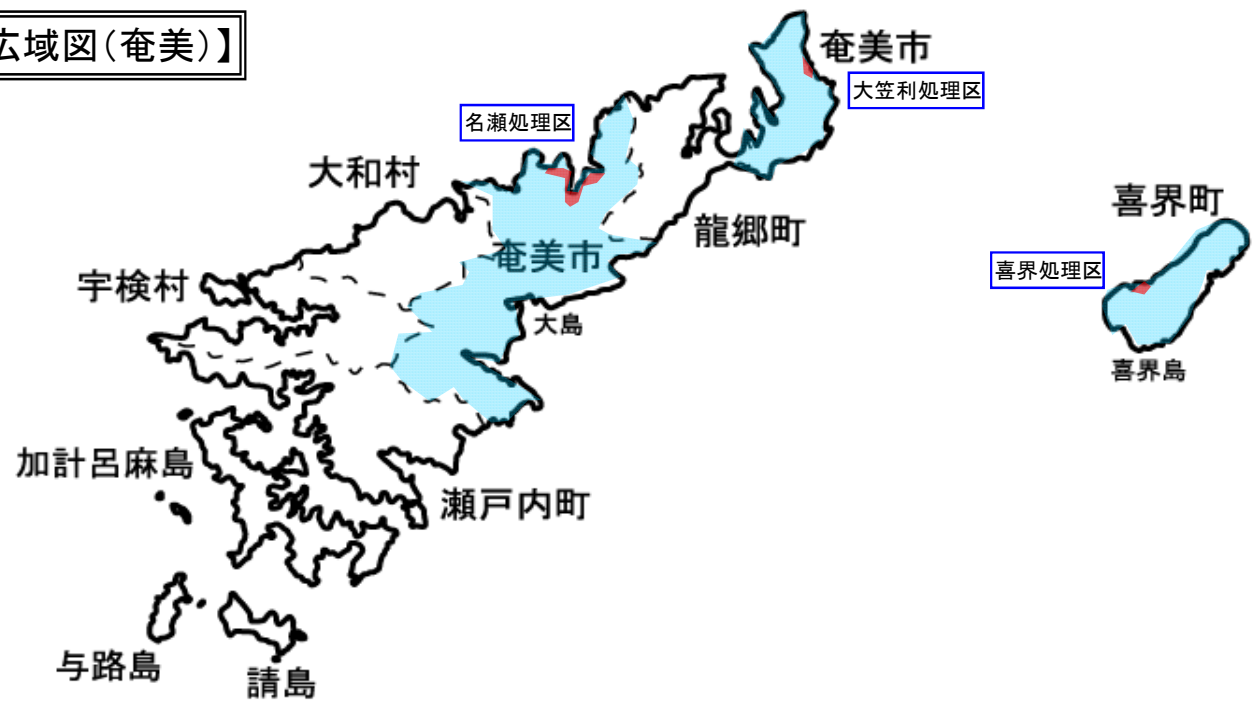 広域図(奄美)】
奄美市
大笠利処理区
名瀬処理区
大和村
喜界町
龍郷町
奄美市
喜界処理区
宇検村
大島
喜界島
加計呂麻島
瀬戸内町
与路島
請島